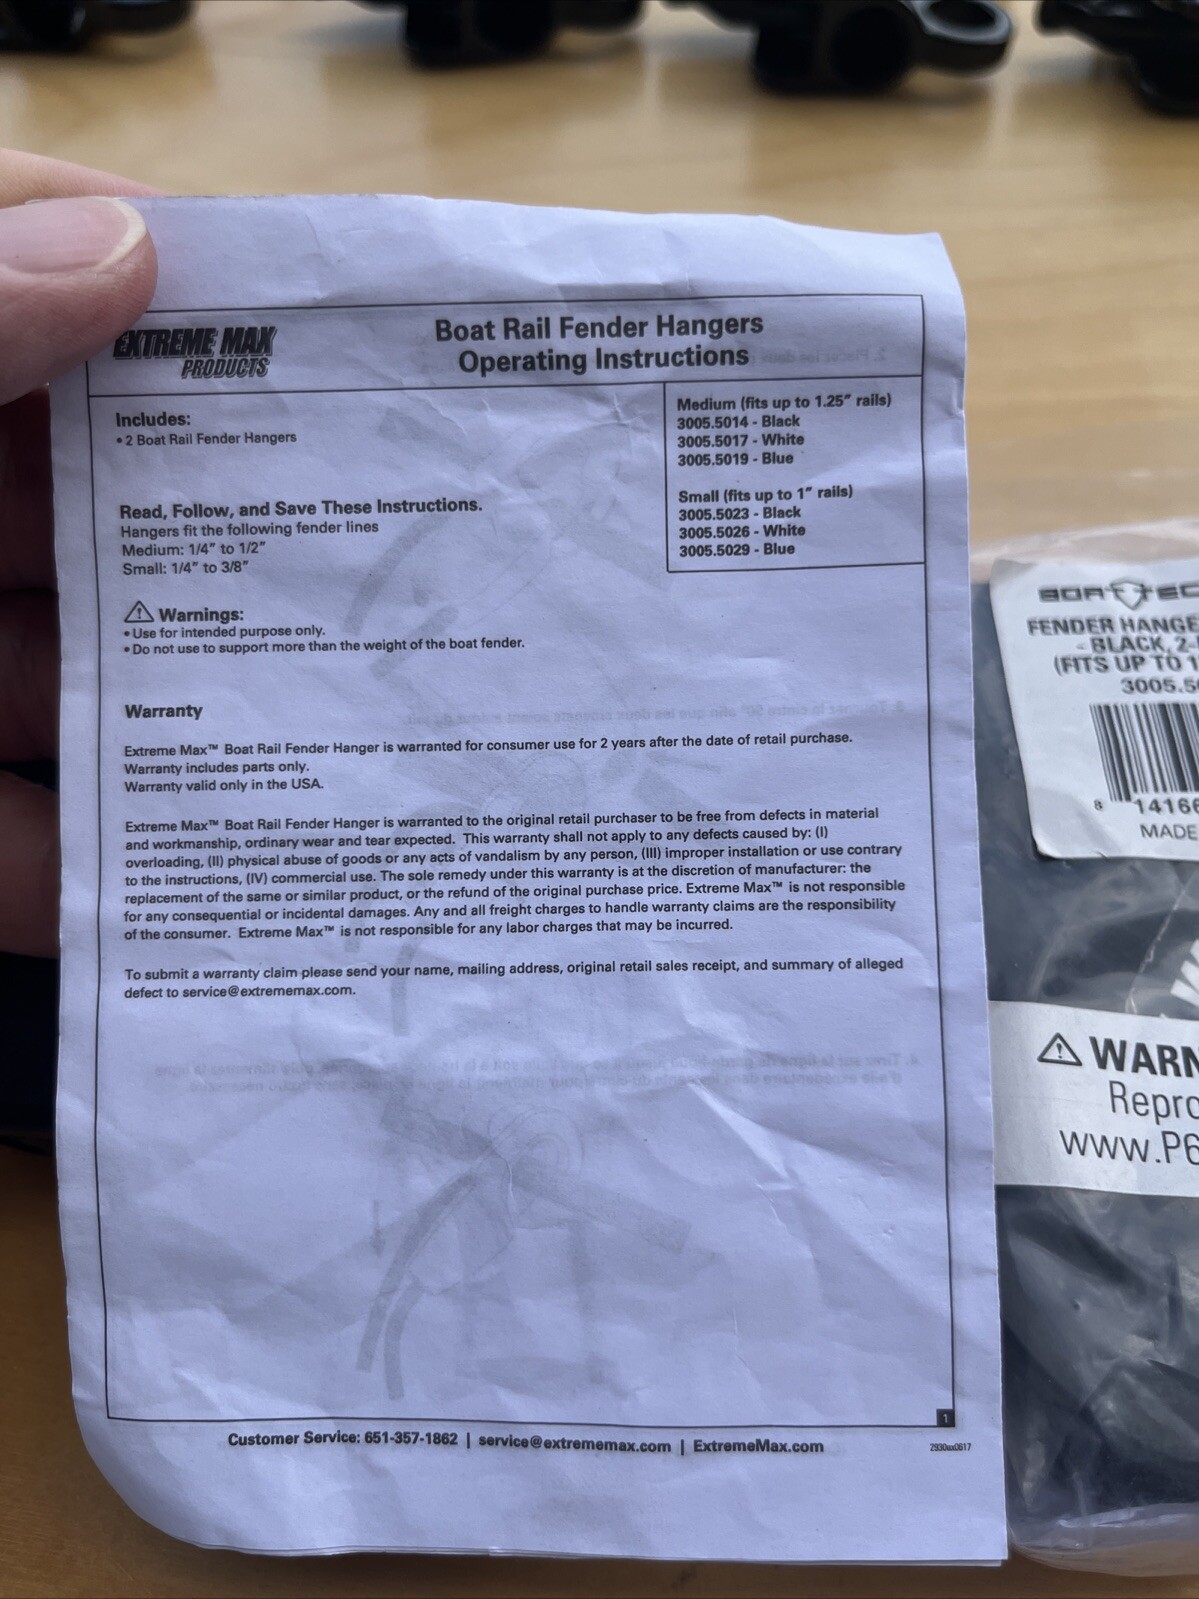 EXTREME MAX
PRODUCTS
Boat Rail Fender Hangers
Operating Instructions
Includes:
• 2 Boat Rail Fender Hangers
Medium (fits up to 1.25" rails)
3005.5014 - Black
3005.5017 - White
3005.5019 - Blue
Small (fits up to 1" rails)
3005.5023 - Black
3005.5026 - White
3005.5029 - Blue
Read, Follow, and Save These Instructions.
Hangers fit the following fender lines
Medium: 1/4" to 1/2"
Small: 1/4" to 3/8"
⚠ Warnings:
• Use for intended purpose only.
• Do not use to support more than the weight of the boat fender.
Warranty
Extreme Max™ Boat Rail Fender Hanger is warranted for consumer use for 2 years after the date of retail purchase.
Warranty includes parts only.
Warranty valid only in the USA.
Extreme Max™ Boat Rail Fender Hanger is warranted to the original retail purchaser to be free from defects in material
and workmanship, ordinary wear and tear expected. This warranty shall not apply to any defects caused by: (I)
overloading, (II) physical abuse of goods or any acts of vandalism by any person, (III) improper installation or use contrary
to the instructions, (IV) commercial use. The sole remedy under this warranty is at the discretion of manufacturer: the
replacement of the same or similar product, or the refund of the original purchase price. Extreme Max™ is not responsible
for any consequential or incidental damages. Any and all freight charges to handle warranty claims are the responsibility
of the consumer. Extreme Max™ is not responsible for any labor charges that may be incurred.
To submit a warranty claim please send your name, mailing address, original retail sales receipt, and summary of alleged
defect to service@extrememax.com.
1
Customer Service: 651-357-1862 | service@extrememax.com | ExtremeMax.com
BOAT TEC
FENDER HANGE
- BLACK, 2-
(FITS UP TO 1
3005.5
8 14166
MADE
⚠ WARN
Repro
www.P6